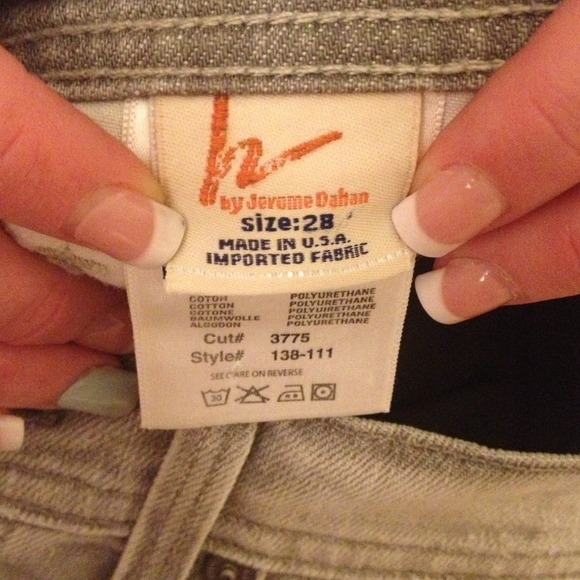 by Jerome Dahan
size:28
MADE IN U.S.A.
IMPORTED FABRIC
COTON POLYURETHANE
COTTON POLYURETHANE
COTONE POLYURETHANE
BAUMWOLLE POLYURETHANE
ALGODON POLYURETHANE
Cut# 3775
Style# 138-111
SEE CARE ON REVERSE
30